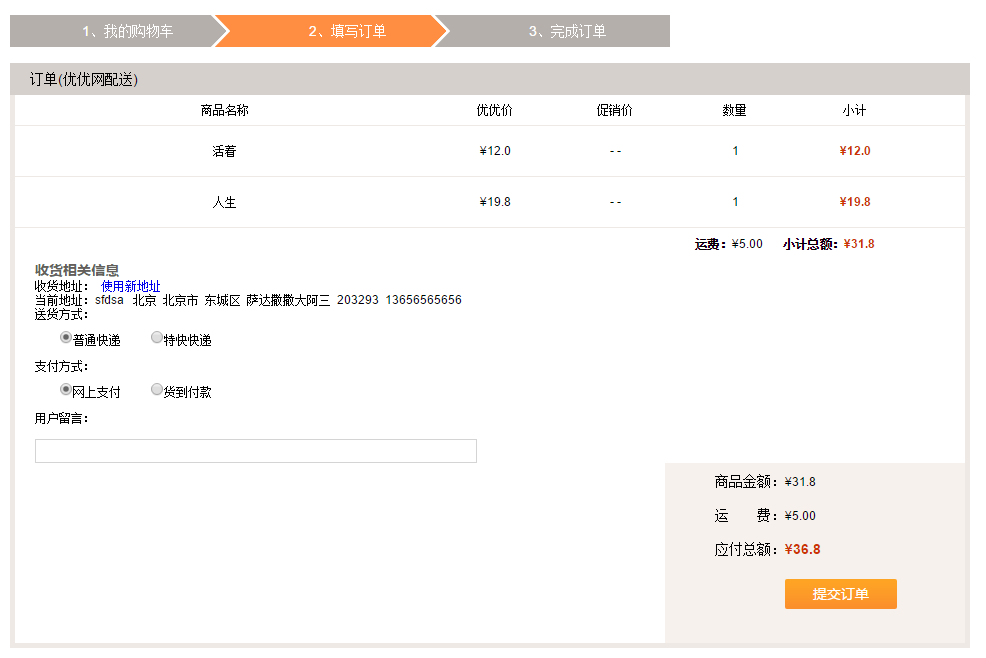 1、我的购物车 2、填写订单 3、完成订单
订单(优优网配送)
商品名称 优优价 促销价 数量 小计
活着 ¥12.0 - - 1 ¥12.0
人生 ¥19.8 - - 1 ¥19.8
运费：¥5.00 小计总额：¥31.8
收货相关信息
收货地址： 使用新地址
当前地址：sfdsa 北京 北京市 东城区 萨达撒撒大阿三 203293 13656565656
送货方式：
普通快递 特快快递
支付方式：
网上支付 货到付款
用户留言：
商品金额：¥31.8
运 费：¥5.00
应付总额：¥36.8
提交订单